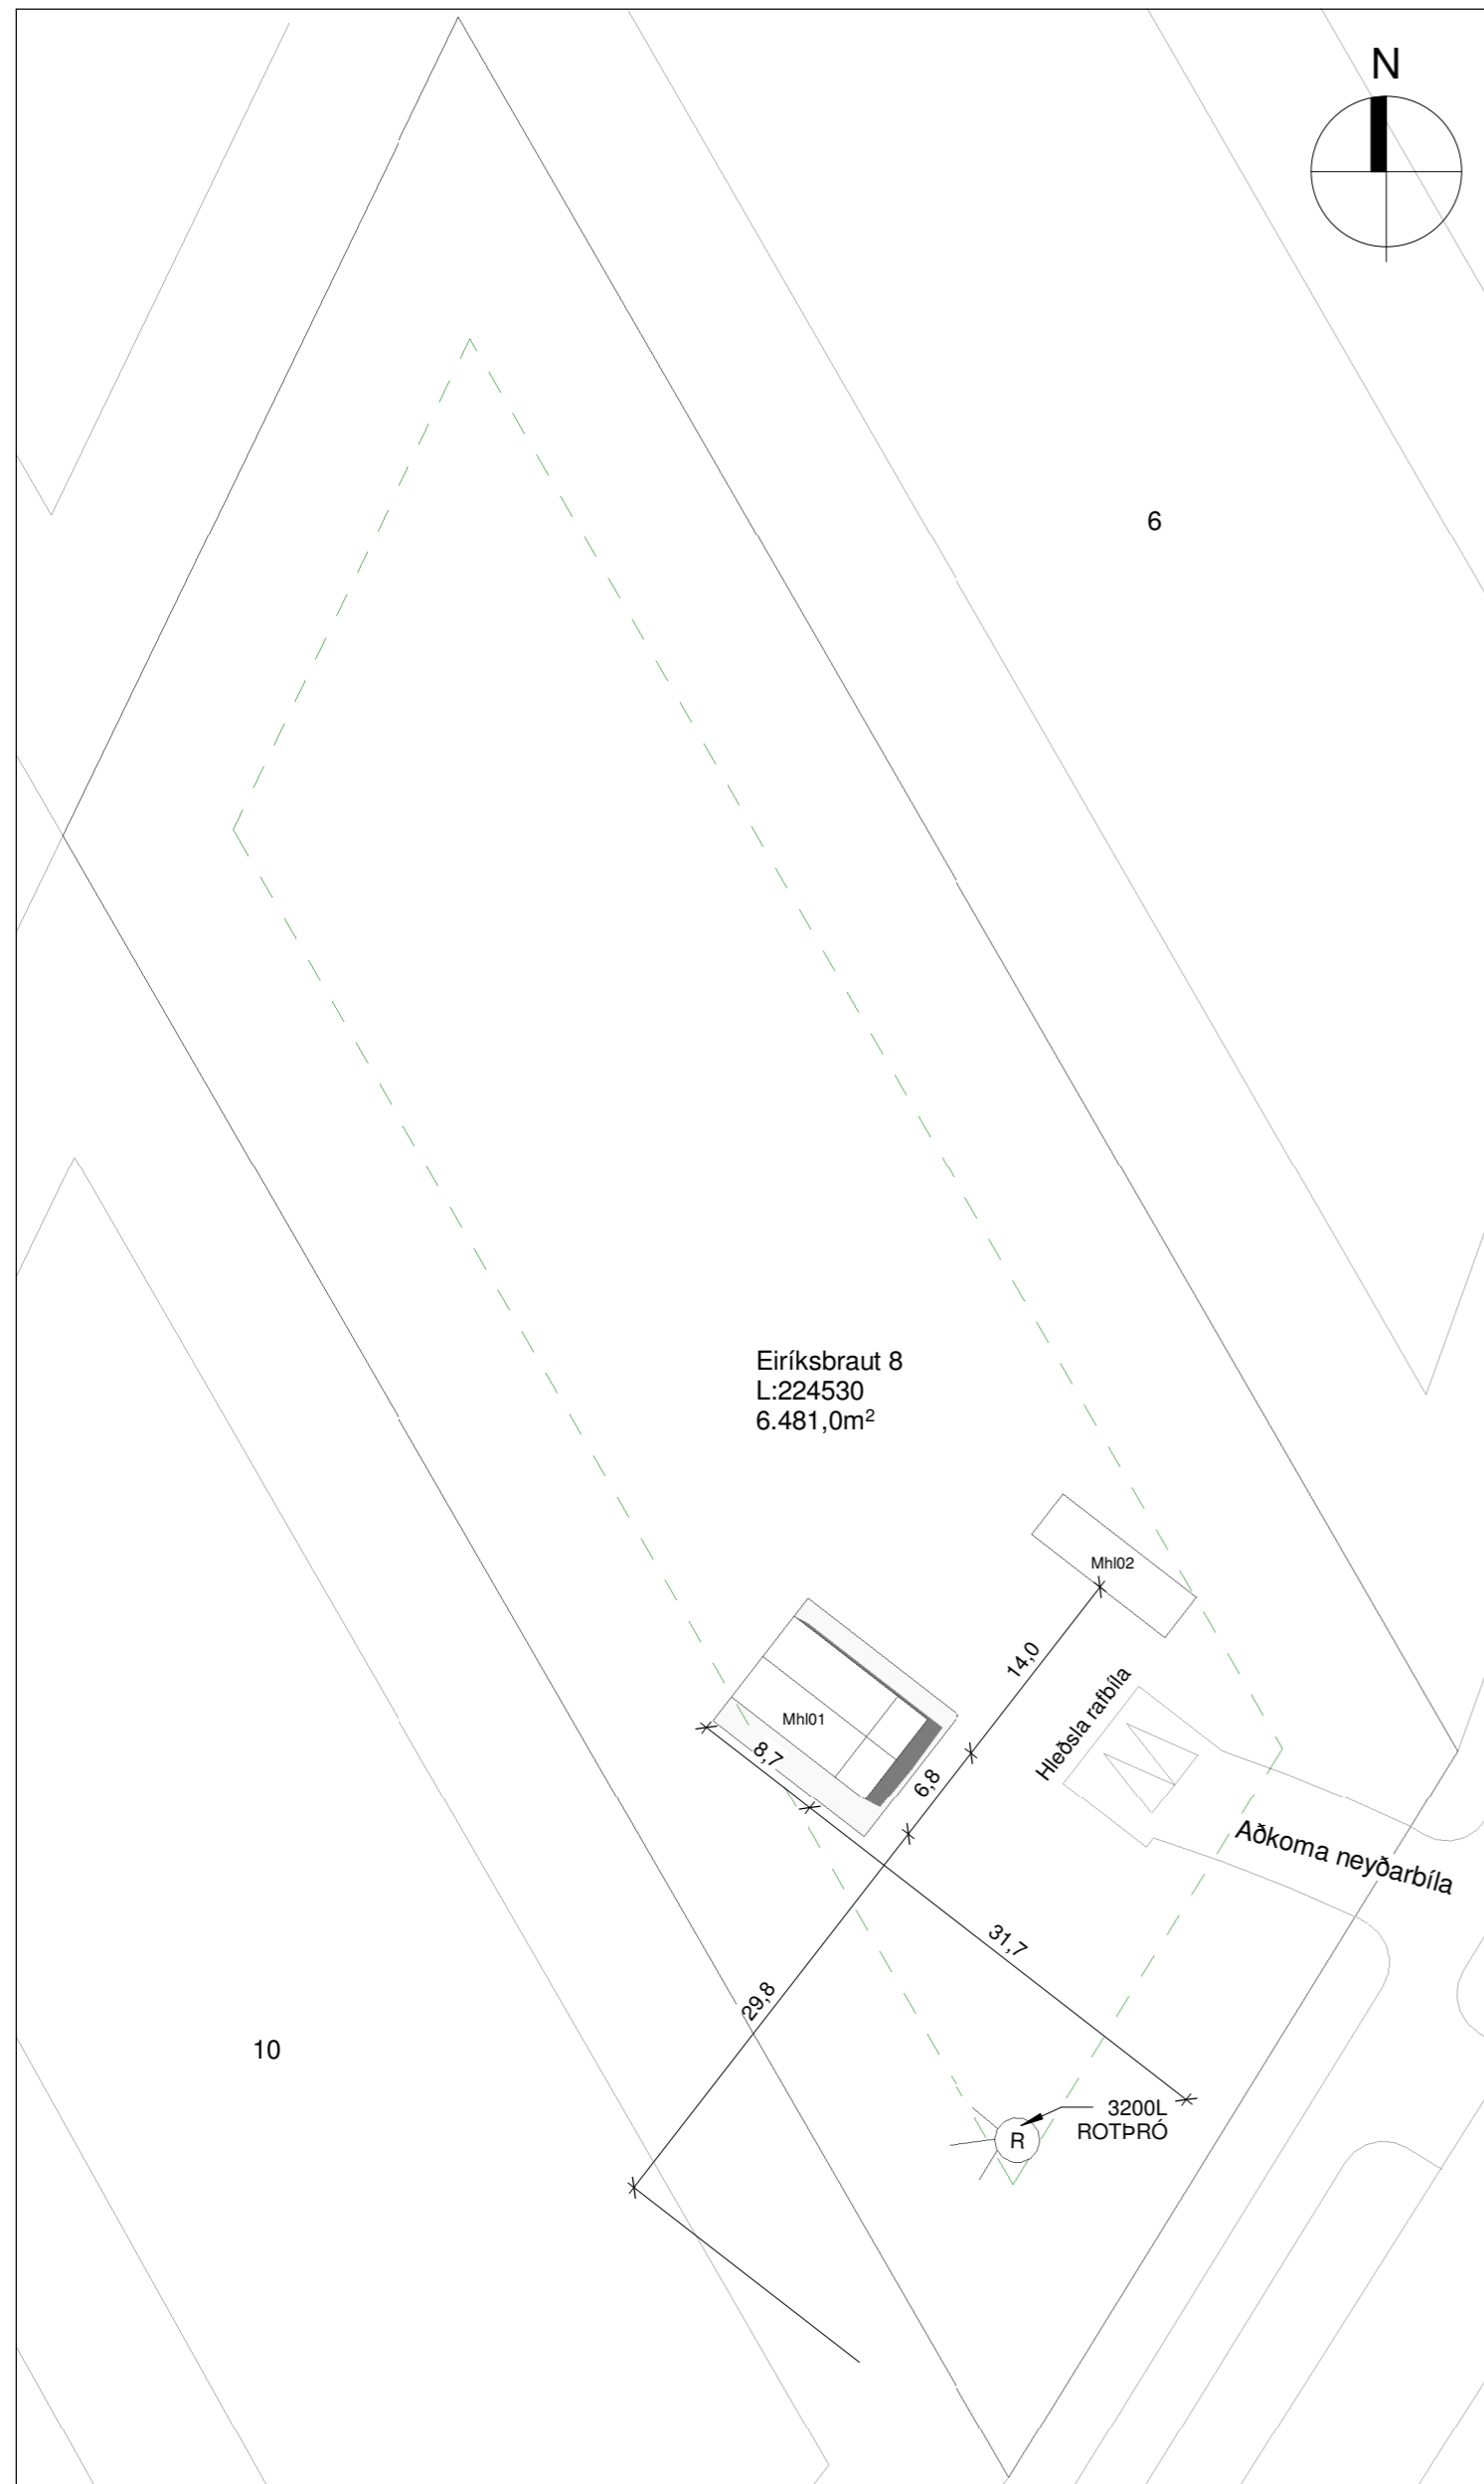 N
6
Eiríksbraut 8
L:224530
6.481,0m²
Mhl02
14,0
Hleðsla rafbíla
Mhl01
8,7
6,8
Aðkoma neyðarbíla
31,7
29,8
10
3200L
ROTÞRÓ
R